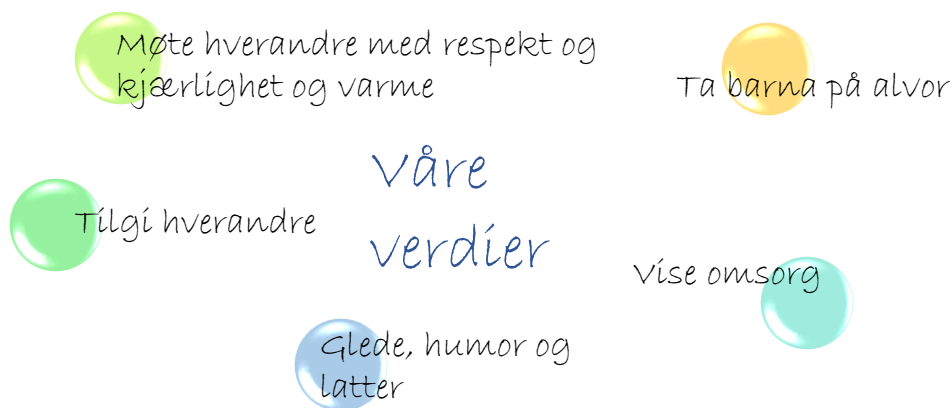 Møte hverandre med respekt og
kjærlighet og varme
Ta barna på alvor
Våre
verdier
Tilgi hverandre
Vise omsorg
Glede, humor og
latter